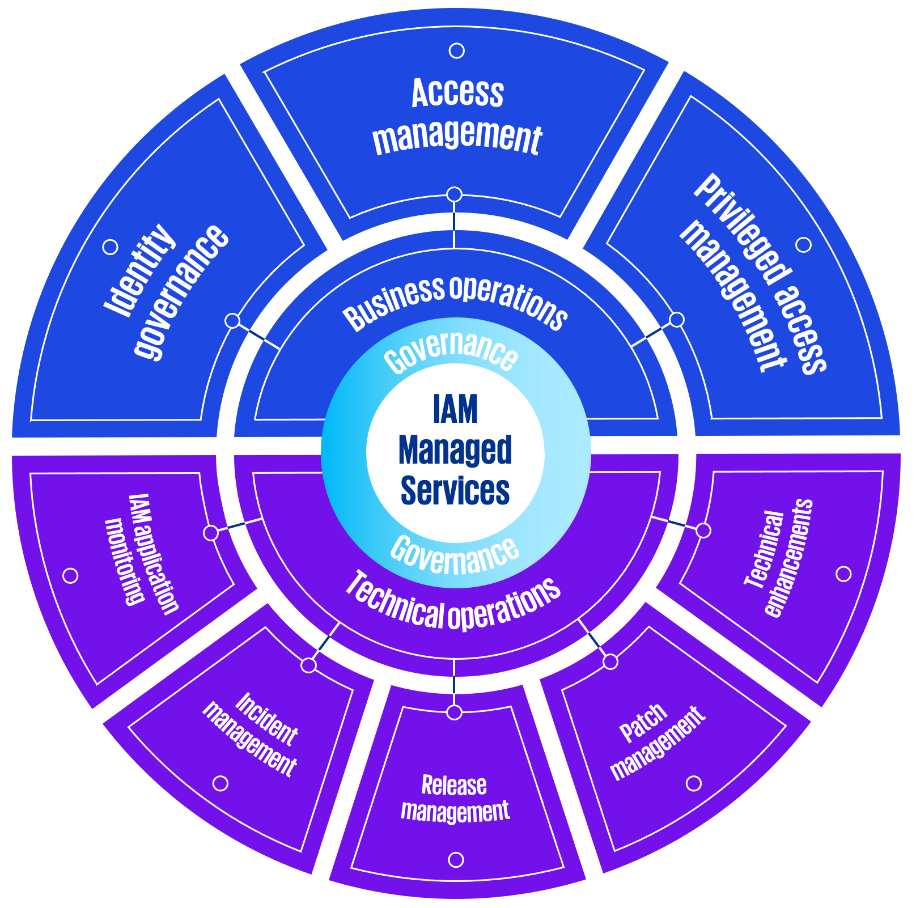 Access
management
Identity
governance
Privileged access
management
Business operations
Governance
IAM
Managed
Services
Governance
Technical operations
IAM application
monitoring
Technical
enhancements
Incident
management
Patch
management
Release
management